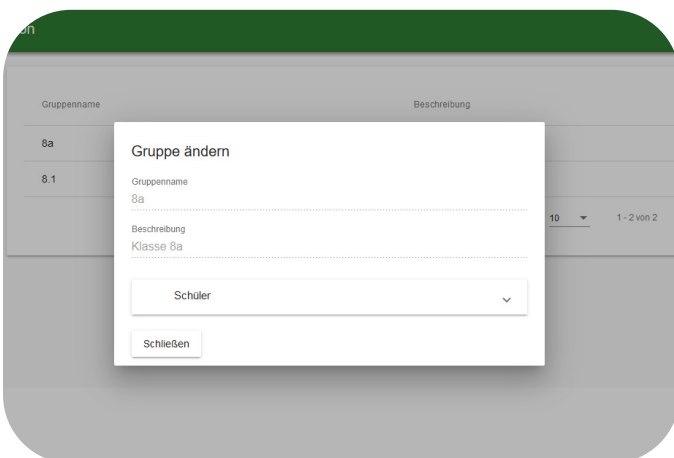 on
Gruppenname Beschreibung
8a
8.1
10 1 - 2 von 2
Gruppe ändern
Gruppenname
8a
Beschreibung
Klasse 8a
Schüler
Schließen